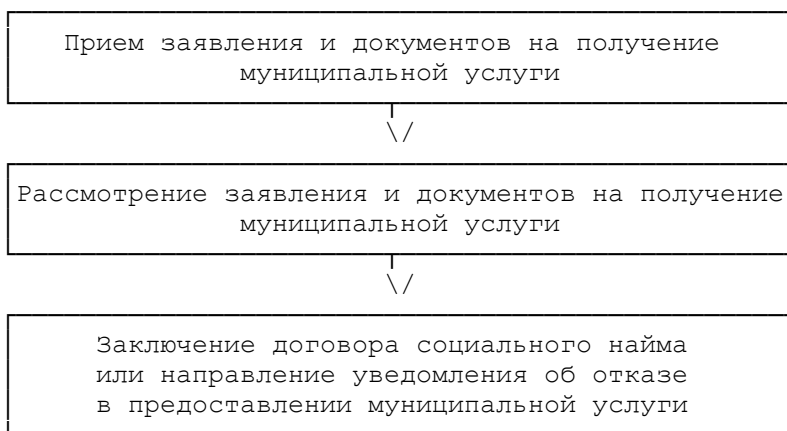 Прием заявления и документов на получение
муниципальной услуги
\/
Рассмотрение заявления и документов на получение
муниципальной услуги
\/
Заключение договора социального найма
или направление уведомления об отказе
в предоставлении муниципальной услуги